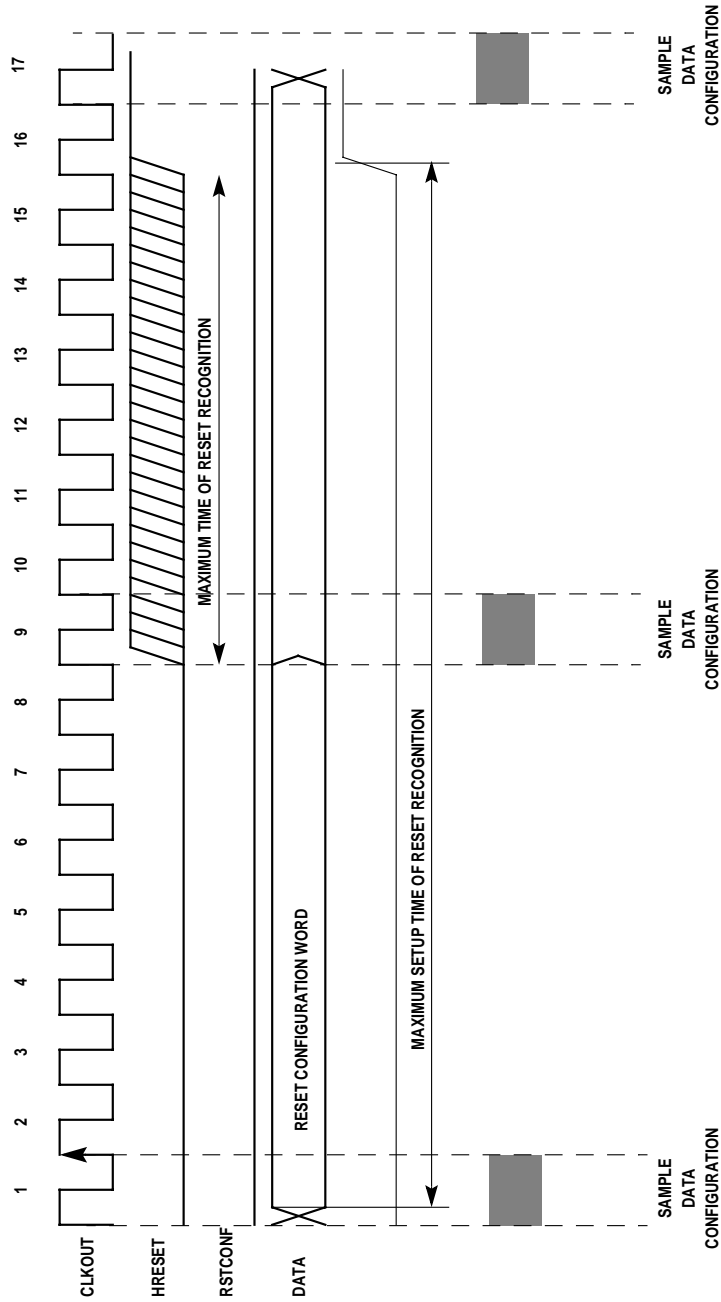 1 2 3 4 5 6 7 8 9 10 11 12 13 14 15 16 17
CLKOUT
HRESET
MAXIMUM TIME OF RESET RECOGNITION
RSTCONF
DATA
RESET CONFIGURATION WORD
MAXIMUM SETUP TIME OF RESET RECOGNITION
SAMPLE
DATA
CONFIGURATION
SAMPLE
DATA
CONFIGURATION
SAMPLE
DATA
CONFIGURATION